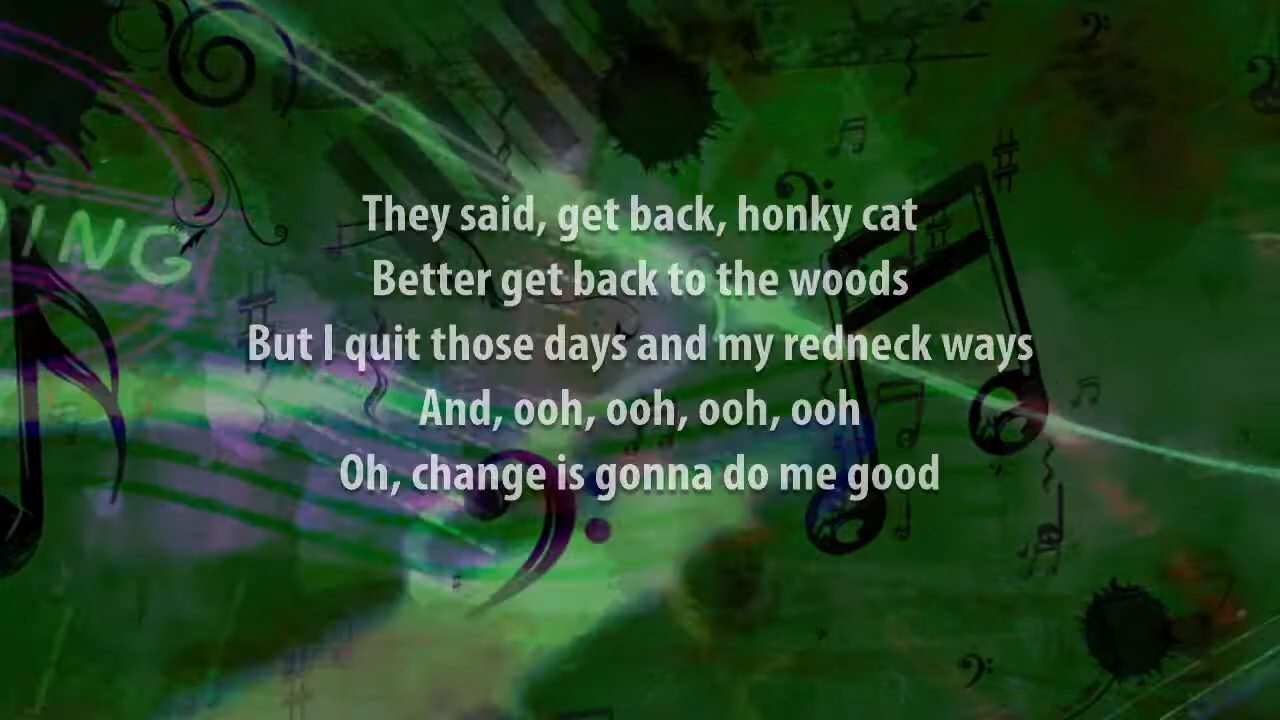 They said, get back, honky cat
Better get back to the woods
But I quit those days and my redneck ways
And, ooh, ooh, ooh, ooh
Oh, change is gonna do me good